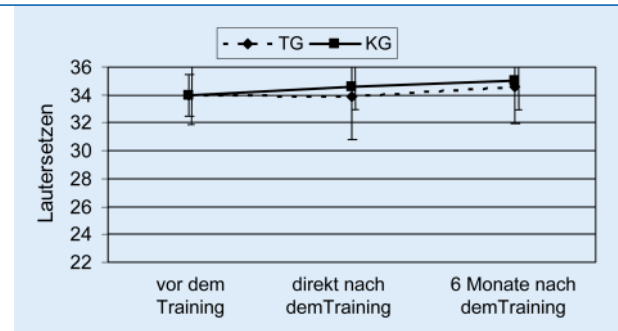 TG KG
36
34
32
30
28
26
24
22
Lautersetzen
vor dem direkt nach 6 Monate nach
Training demTraining demTraining